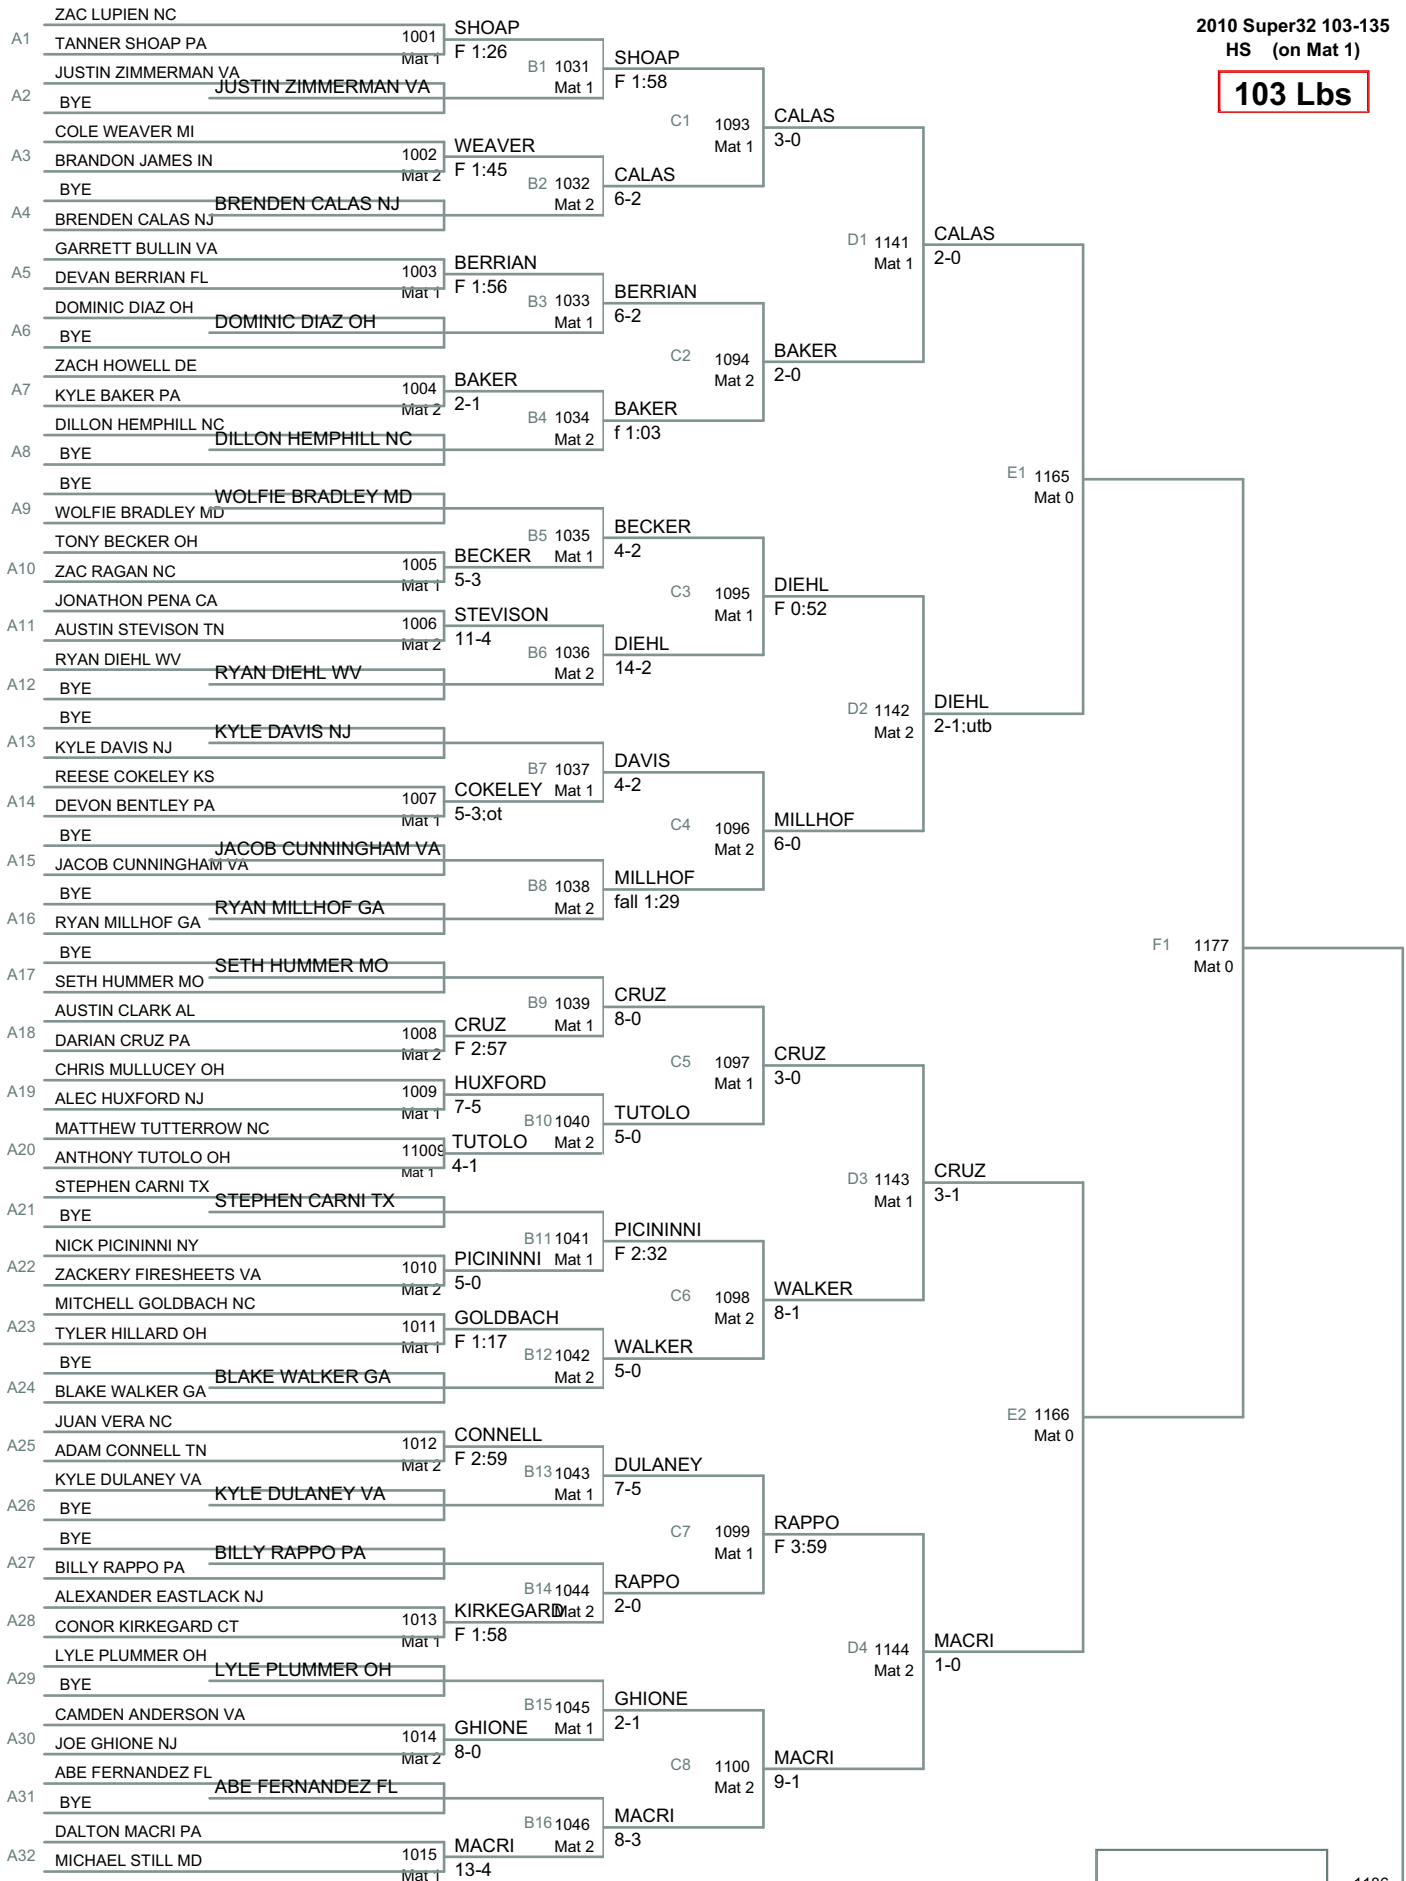 2010 Super32 103-135
HS (on Mat 1)
103 Lbs
ZAC LUPIEN NC
A1
TANNER SHOAP PA
1001
Mat 1
SHOAP
F 1:26
JUSTIN ZIMMERMAN VA
A2
BYE
JUSTIN ZIMMERMAN VA
B1 1031
Mat 1
SHOAP
F 1:58
COLE WEAVER MI
A3
BRANDON JAMES IN
1002
Mat 2
WEAVER
F 1:45
BYE
A4
BRENDEN CALAS NJ
BRENDEN CALAS NJ
B2 1032
Mat 2
CALAS
6-2
C1 1093
Mat 1
CALAS
3-0
GARRETT BULLIN VA
A5
DEVAN BERRIAN FL
1003
Mat 1
BERRIAN
F 1:56
DOMINIC DIAZ OH
A6
BYE
DOMINIC DIAZ OH
B3 1033
Mat 1
BERRIAN
6-2
ZACH HOWELL DE
A7
KYLE BAKER PA
1004
Mat 2
BAKER
2-1
DILLON HEMPHILL NC
A8
BYE
DILLON HEMPHILL NC
B4 1034
Mat 2
BAKER
f 1:03
C2 1094
Mat 2
BAKER
2-0
D1 1141
Mat 1
CALAS
2-0
BYE
A9
WOLFIE BRADLEY MD
WOLFIE BRADLEY MD
TONY BECKER OH
A10
ZAC RAGAN NC
1005
Mat 1
BECKER
5-3
B5 1035
Mat 1
BECKER
4-2
JONATHON PENA CA
A11
AUSTIN STEVISON TN
1006
Mat 2
STEVISON
11-4
RYAN DIEHL WV
A12
BYE
RYAN DIEHL WV
B6 1036
Mat 2
DIEHL
14-2
C3 1095
Mat 1
DIEHL
F 0:52
BYE
A13
KYLE DAVIS NJ
KYLE DAVIS NJ
REESE COKELEY KS
A14
DEVON BENTLEY PA
1007
Mat 1
COKELEY
5-3;ot
B7 1037
Mat 1
DAVIS
4-2
BYE
A15
JACOB CUNNINGHAM VA
JACOB CUNNINGHAM VA
BYE
A16
RYAN MILLHOF GA
RYAN MILLHOF GA
B8 1038
Mat 2
MILLHOF
fall 1:29
C4 1096
Mat 2
MILLHOF
6-0
D2 1142
Mat 2
DIEHL
2-1;utb
E1 1165
Mat 0
BYE
A17
SETH HUMMER MO
SETH HUMMER MO
AUSTIN CLARK AL
A18
DARIAN CRUZ PA
1008
Mat 2
CRUZ
F 2:57
B9 1039
Mat 1
CRUZ
8-0
CHRIS MULLUCEY OH
A19
ALEC HUXFORD NJ
1009
Mat 1
HUXFORD
7-5
MATTHEW TUTTERROW NC
A20
ANTHONY TUTOLO OH
11009
Mat 1
TUTOLO
4-1
B10 1040
Mat 2
TUTOLO
5-0
C5 1097
Mat 1
CRUZ
3-0
STEPHEN CARNI TX
A21
BYE
STEPHEN CARNI TX
NICK PICININNI NY
A22
ZACKERY FIRESHEETS VA
1010
Mat 2
PICININNI
5-0
B11 1041
Mat 1
PICININNI
F 2:32
MITCHELL GOLDBACH NC
A23
TYLER HILLARD OH
1011
Mat 1
GOLDBACH
F 1:17
BYE
A24
BLAKE WALKER GA
BLAKE WALKER GA
B12 1042
Mat 2
WALKER
5-0
C6 1098
Mat 2
WALKER
8-1
D3 1143
Mat 1
CRUZ
3-1
JUAN VERA NC
A25
ADAM CONNELL TN
1012
Mat 2
CONNELL
F 2:59
KYLE DULANEY VA
A26
BYE
KYLE DULANEY VA
B13 1043
Mat 1
DULANEY
7-5
BYE
A27
BILLY RAPPO PA
BILLY RAPPO PA
ALEXANDER EASTLACK NJ
A28
CONOR KIRKEGARD CT
1013
Mat 1
KIRKEGARD
F 1:58
B14 1044
Mat 2
RAPPO
2-0
C7 1099
Mat 1
RAPPO
F 3:59
LYLE PLUMMER OH
A29
BYE
LYLE PLUMMER OH
CAMDEN ANDERSON VA
A30
JOE GHIONE NJ
1014
Mat 2
GHIONE
8-0
B15 1045
Mat 1
GHIONE
2-1
ABE FERNANDEZ FL
A31
BYE
ABE FERNANDEZ FL
DALTON MACRI PA
A32
MICHAEL STILL MD
1015
Mat 1
MACRI
13-4
B16 1046
Mat 2
MACRI
8-3
C8 1100
Mat 2
MACRI
9-1
D4 1144
Mat 2
MACRI
1-0
E2 1166
Mat 0
F1 1177
Mat 0